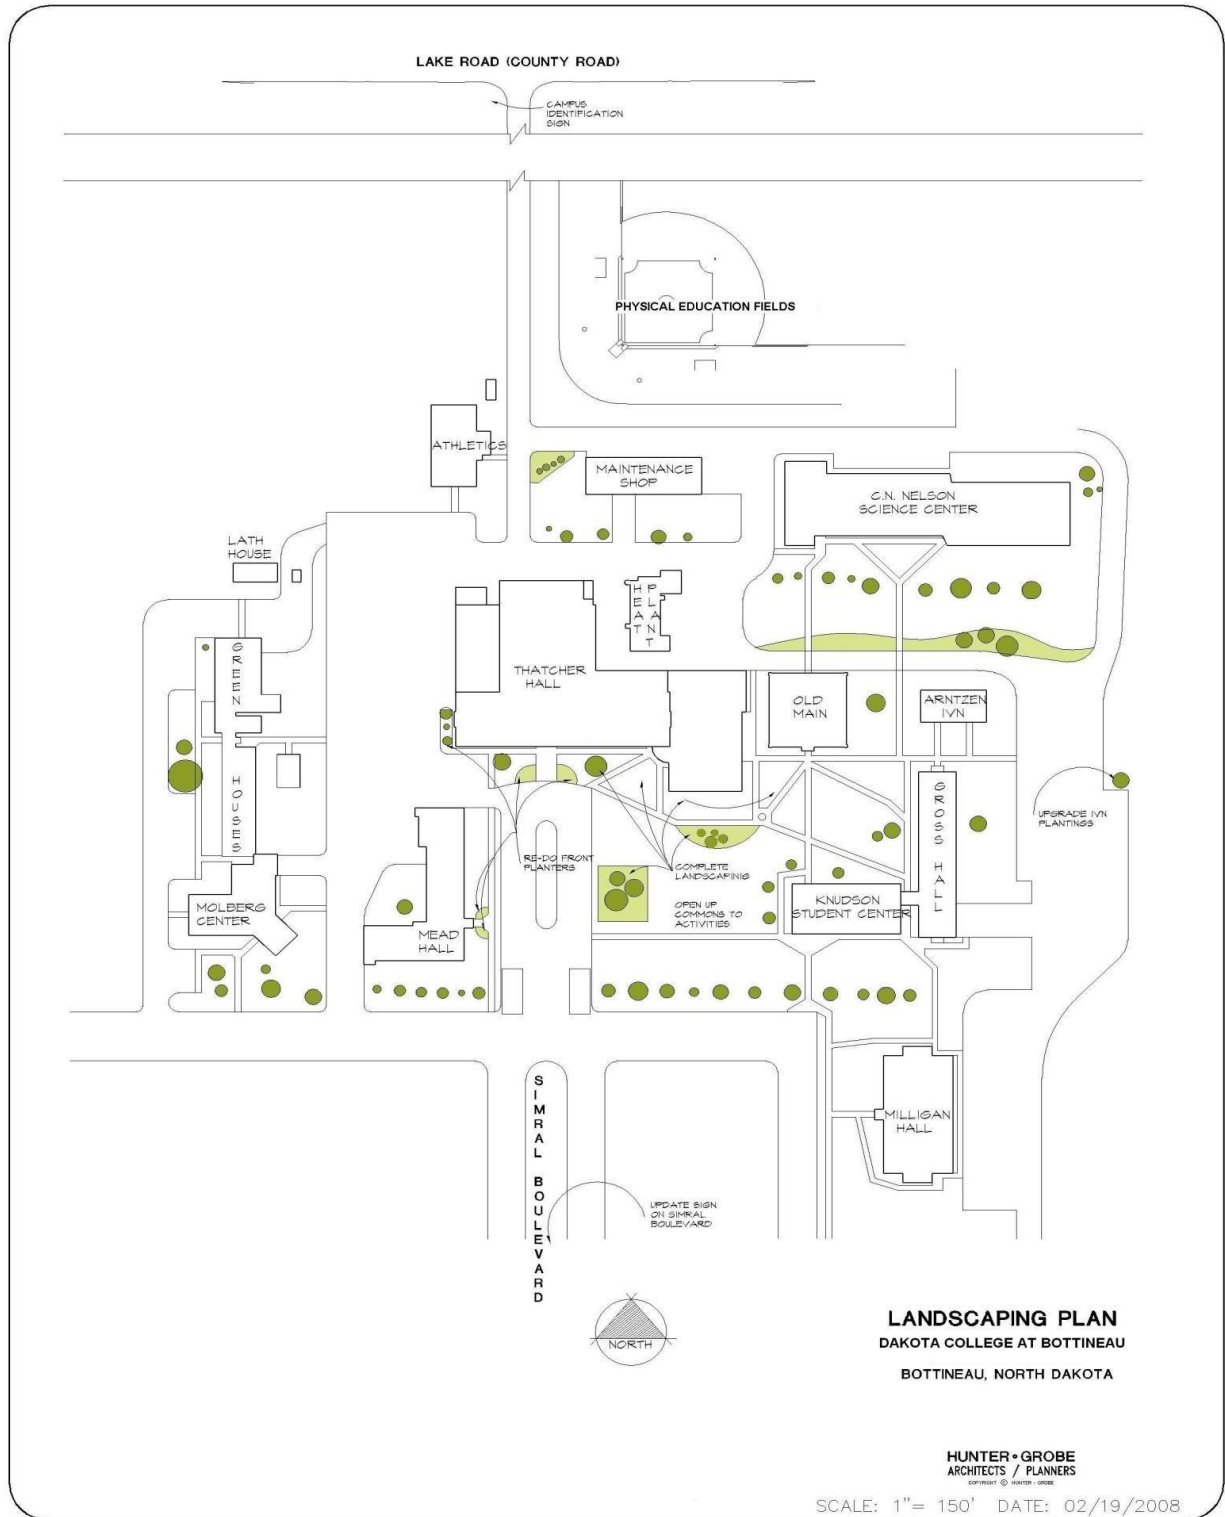 LAKE ROAD (COUNTY ROAD)
CAMPUS
IDENTIFICATION
SIGN
PHYSICAL EDUCATION FIELDS
ATHLETICS
MAINTENANCE
SHOP
C.N. NELSON
SCIENCE CENTER
LATH
HOUSE
HEAT
PLANT
GREEN
HOUSES
THATCHER
HALL
OLD
MAIN
ARNTZEN
IVN
GROSS HALL
UPGRADE IVN
PLANTINGS
RE-DO FRONT
PLANTERS
COMPLETE
LANDSCAPING
OPEN UP
COMMONS TO
ACTIVITIES
KNUDSON
STUDENT CENTER
MOLBERG
CENTER
MEAD
HALL
MILLIGAN
HALL
SIMRAL BOULEVARD
UPDATE SIGN
ON SIMRAL
BOULEVARD
NORTH
LANDSCAPING PLAN
DAKOTA COLLEGE AT BOTTINEAU
BOTTINEAU, NORTH DAKOTA
HUNTER • GROBE
ARCHITECTS / PLANNERS
COPYRIGHT © HUNTER - GROBE
SCALE: 1"= 150' DATE: 02/19/2008